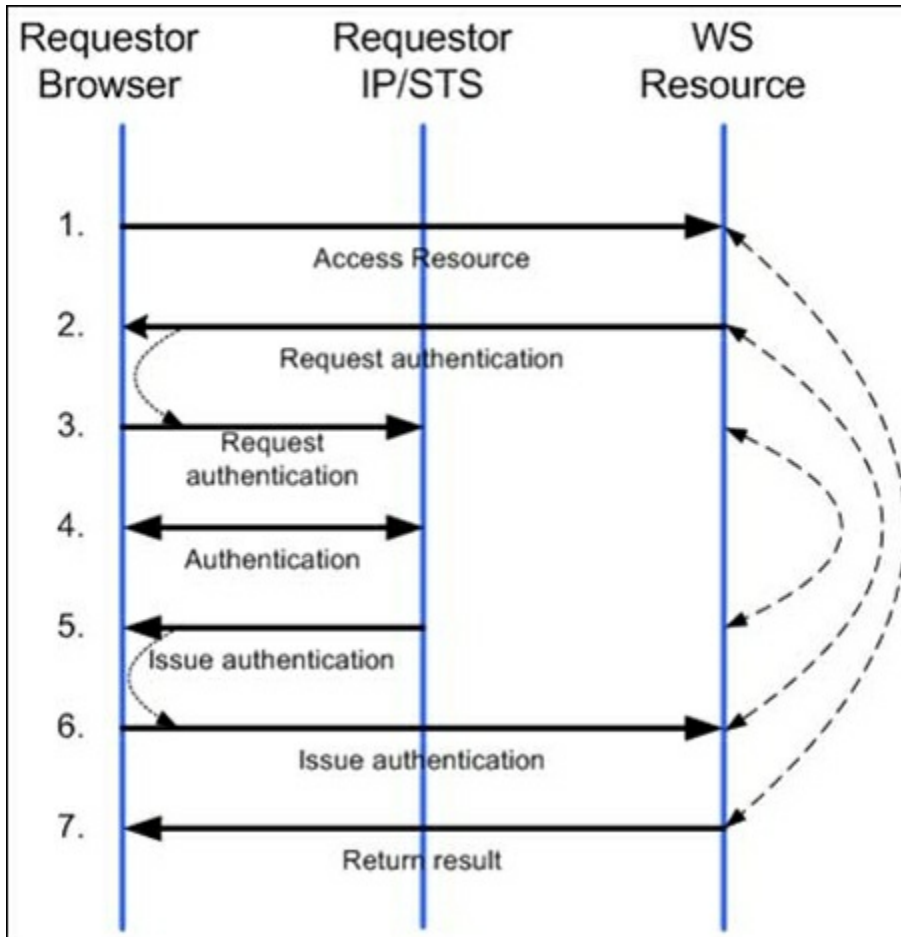 Requestor
Browser
Requestor
IP/STS
WS
Resource
1.
Access Resource
2.
Request authentication
3.
Request
authentication
4.
Authentication
5.
Issue authentication
6.
Issue authentication
7.
Return result